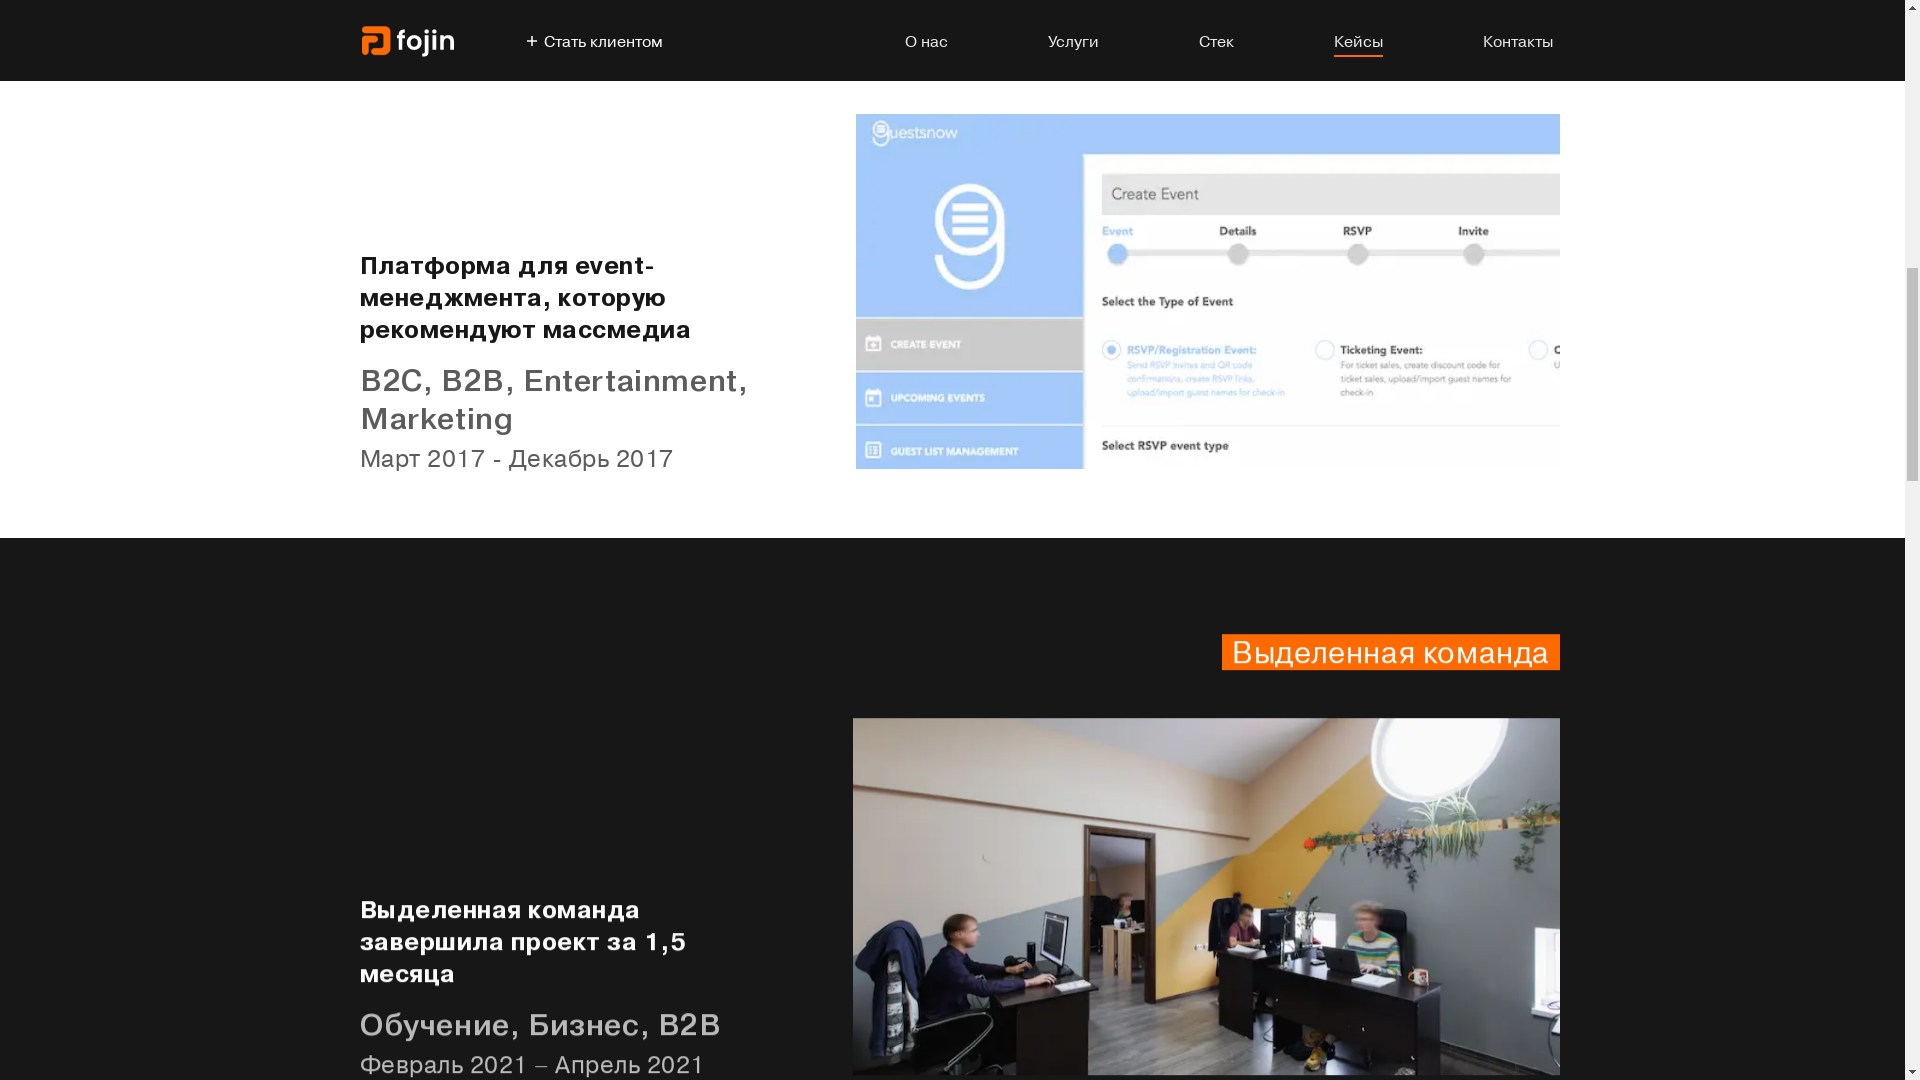 fojin
+ Стать клиентом
О нас
Услуги
Стек
Кейсы
Контакты
guestsnow
Create Event
Event
Details
RSVP
Invite
Select the Type of Event
RSVP/Registration Event:
Send RSVP invites and QR code
confirmations, create RSVP links,
upload/import guest names for check-in
Ticketing Event:
For ticket sales, create discount code for
ticket sales, upload/import guest names for
check-in
CREATE EVENT
UPCOMING EVENTS
GUEST LIST MANAGEMENT
Select RSVP event type
Платформа для event-
менеджмента, которую
рекомендуют массмедиа
B2C, B2B, Entertainment,
Marketing
Март 2017 - Декабрь 2017
Выделенная команда
Выделенная команда
завершила проект за 1,5
месяца
Обучение, Бизнес, B2B
Февраль 2021 – Апрель 2021